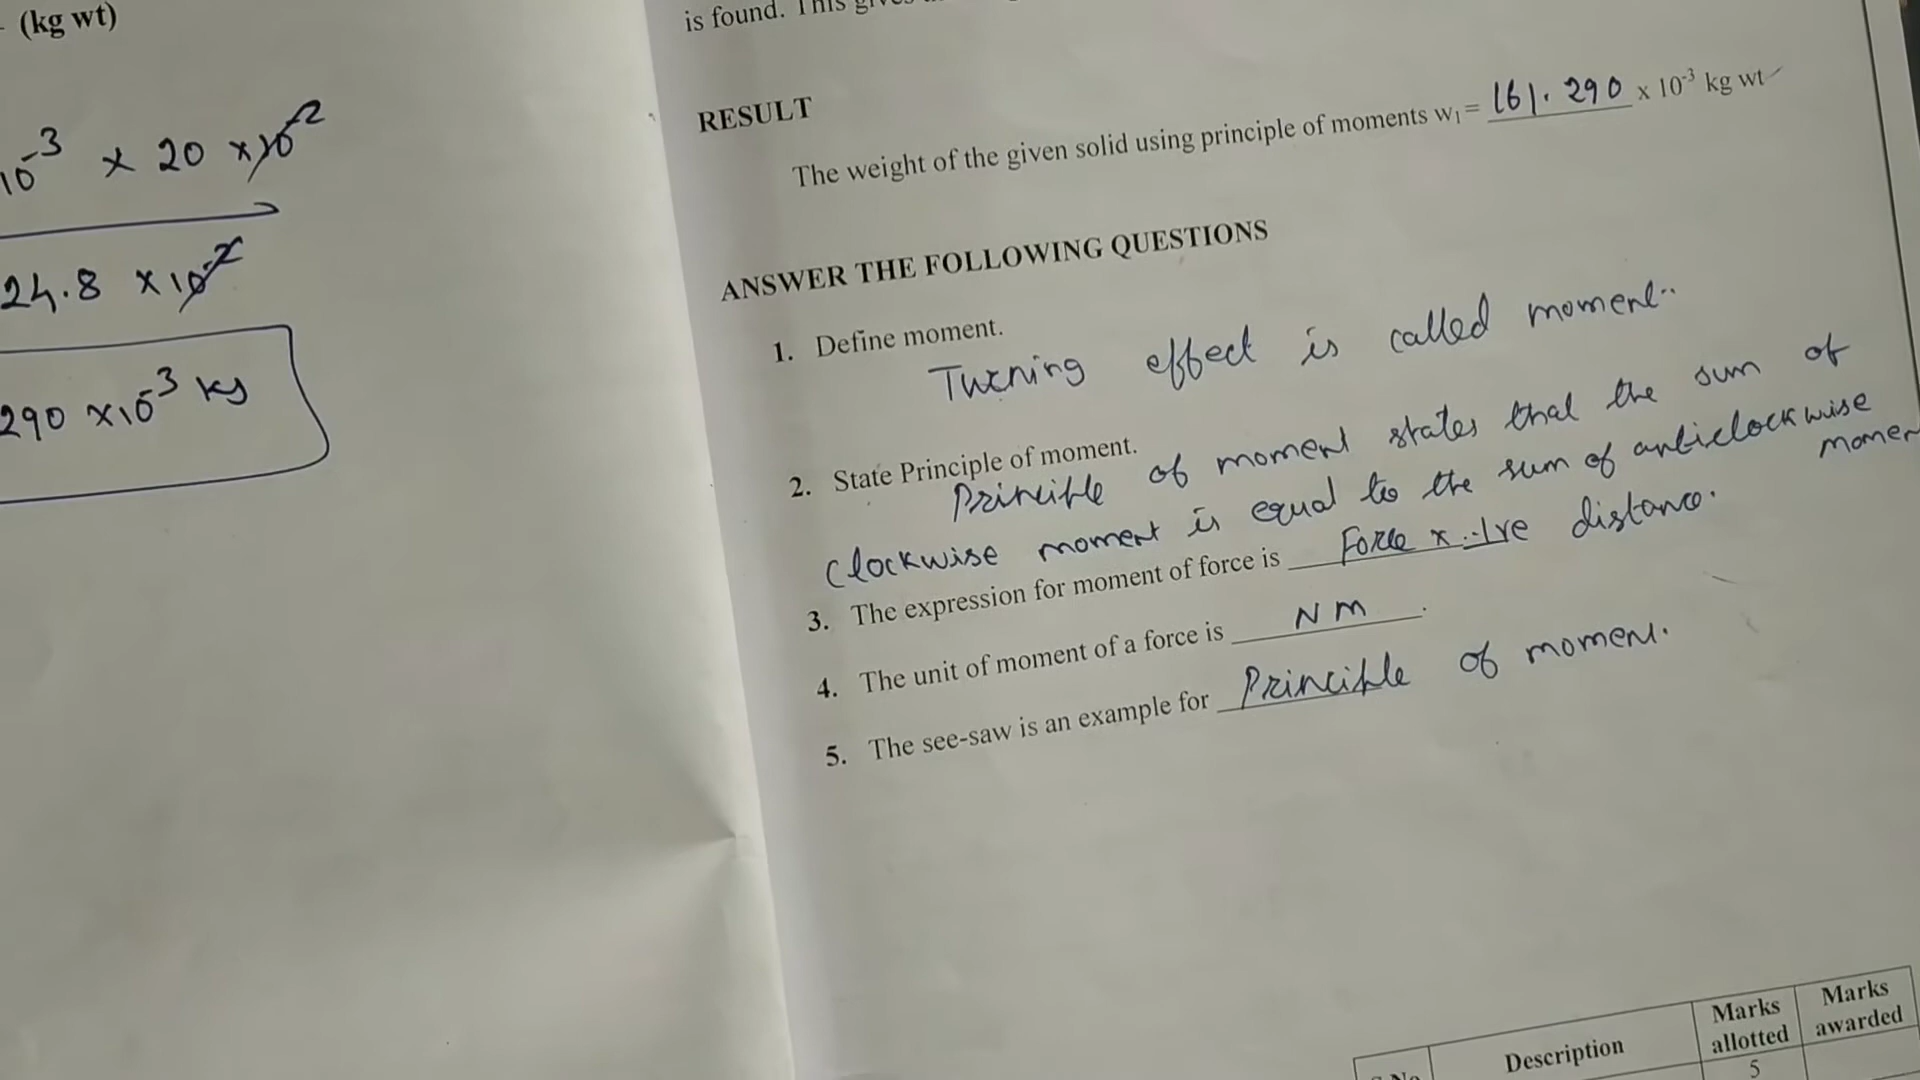 (kg wt)
10⁻³ x 20 x 10⁻²
24.8 x 10⁻²
290 x 10⁻³ kg
is found. This
RESULT
The weight of the given solid using principle of moments w₁ = 161.290 x 10⁻³ kg wt
ANSWER THE FOLLOWING QUESTIONS
1. Define moment.
Turning effect is called moment.
2. State Principle of moment.
Principle of moment states that the sum of
clockwise moment is equal to the sum of anticlockwise
momen
3. The expression for moment of force is Force x ⊥re distance.
4. The unit of moment of a force is N m.
5. The see-saw is an example for Principle of moment.
Description
Marks allotted
Marks awarded
5